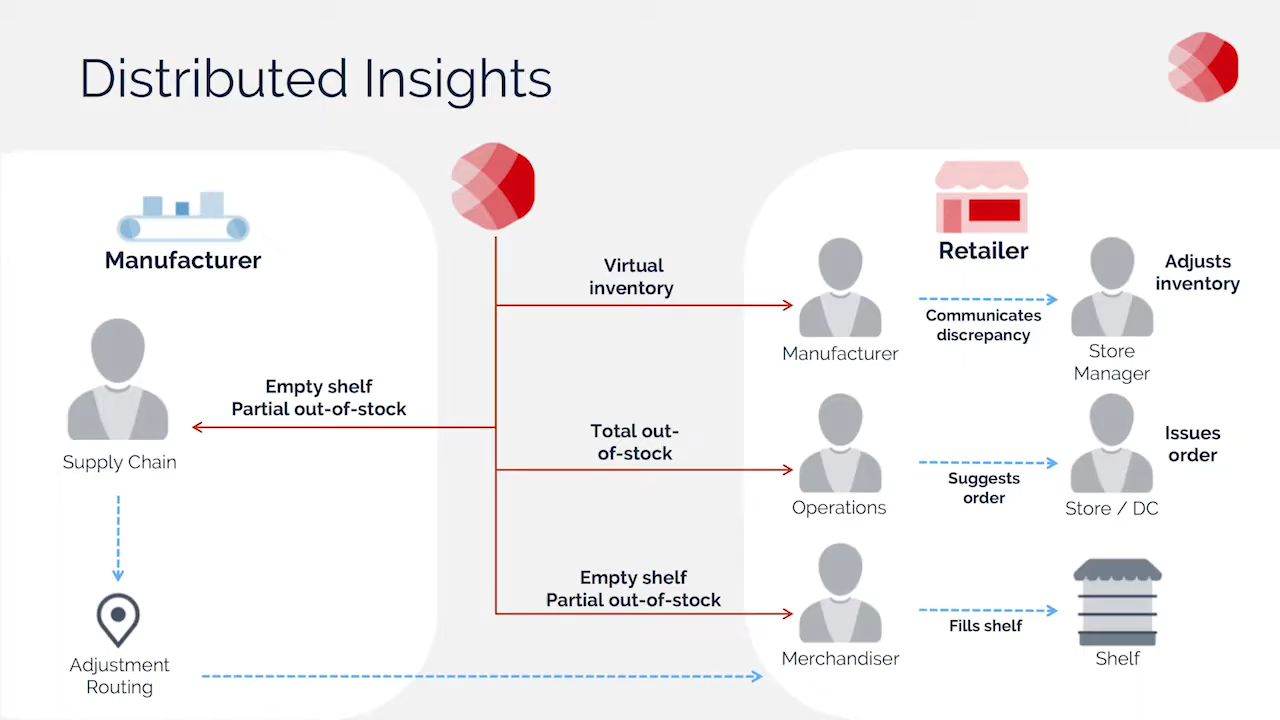 Distributed Insights
Manufacturer
Supply Chain
Adjustment
Routing
Empty shelf
Partial out-of-stock
Virtual
inventory
Total out-
of-stock
Empty shelf
Partial out-of-stock
Retailer
Manufacturer
Communicates
discrepancy
Store
Manager
Adjusts
inventory
Operations
Suggests
order
Store / DC
Issues
order
Merchandiser
Fills shelf
Shelf